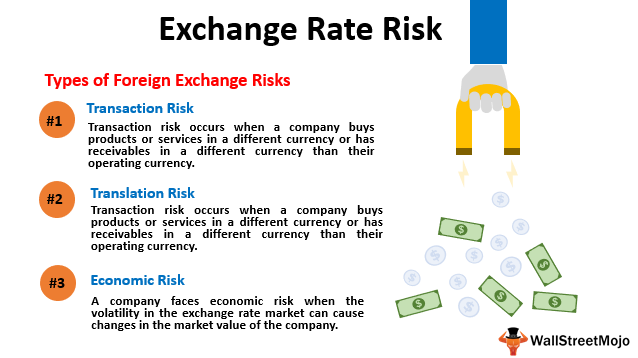 Exchange Rate Risk
Types of Foreign Exchange Risks
#1
Transaction Risk
Transaction risk occurs when a company buys
products or services in a different currency or has
receivables in a different currency than their
operating currency.
#2
Translation Risk
Transaction risk occurs when a company buys
products or services in a different currency or has
receivables in a different currency than their
operating currency.
#3
Economic Risk
A company faces economic risk when the
volatility in the exchange rate market can cause
changes in the market value of the company.
WallStreetMojo